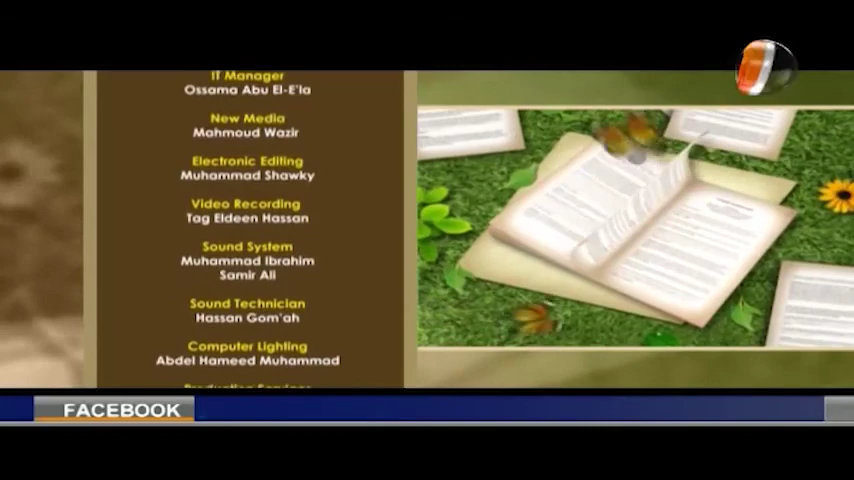 IT Manager
Ossama Abu El-E'la
New Media
Mahmoud Wazir
Electronic Editing
Muhammad Shawky
Video Recording
Tag Eldeen Hassan
Sound System
Muhammad Ibrahim
Samir Ali
Sound Technician
Hassan Gom'ah
Computer Lighting
Abdel Hameed Muhammad
FACEBOOK